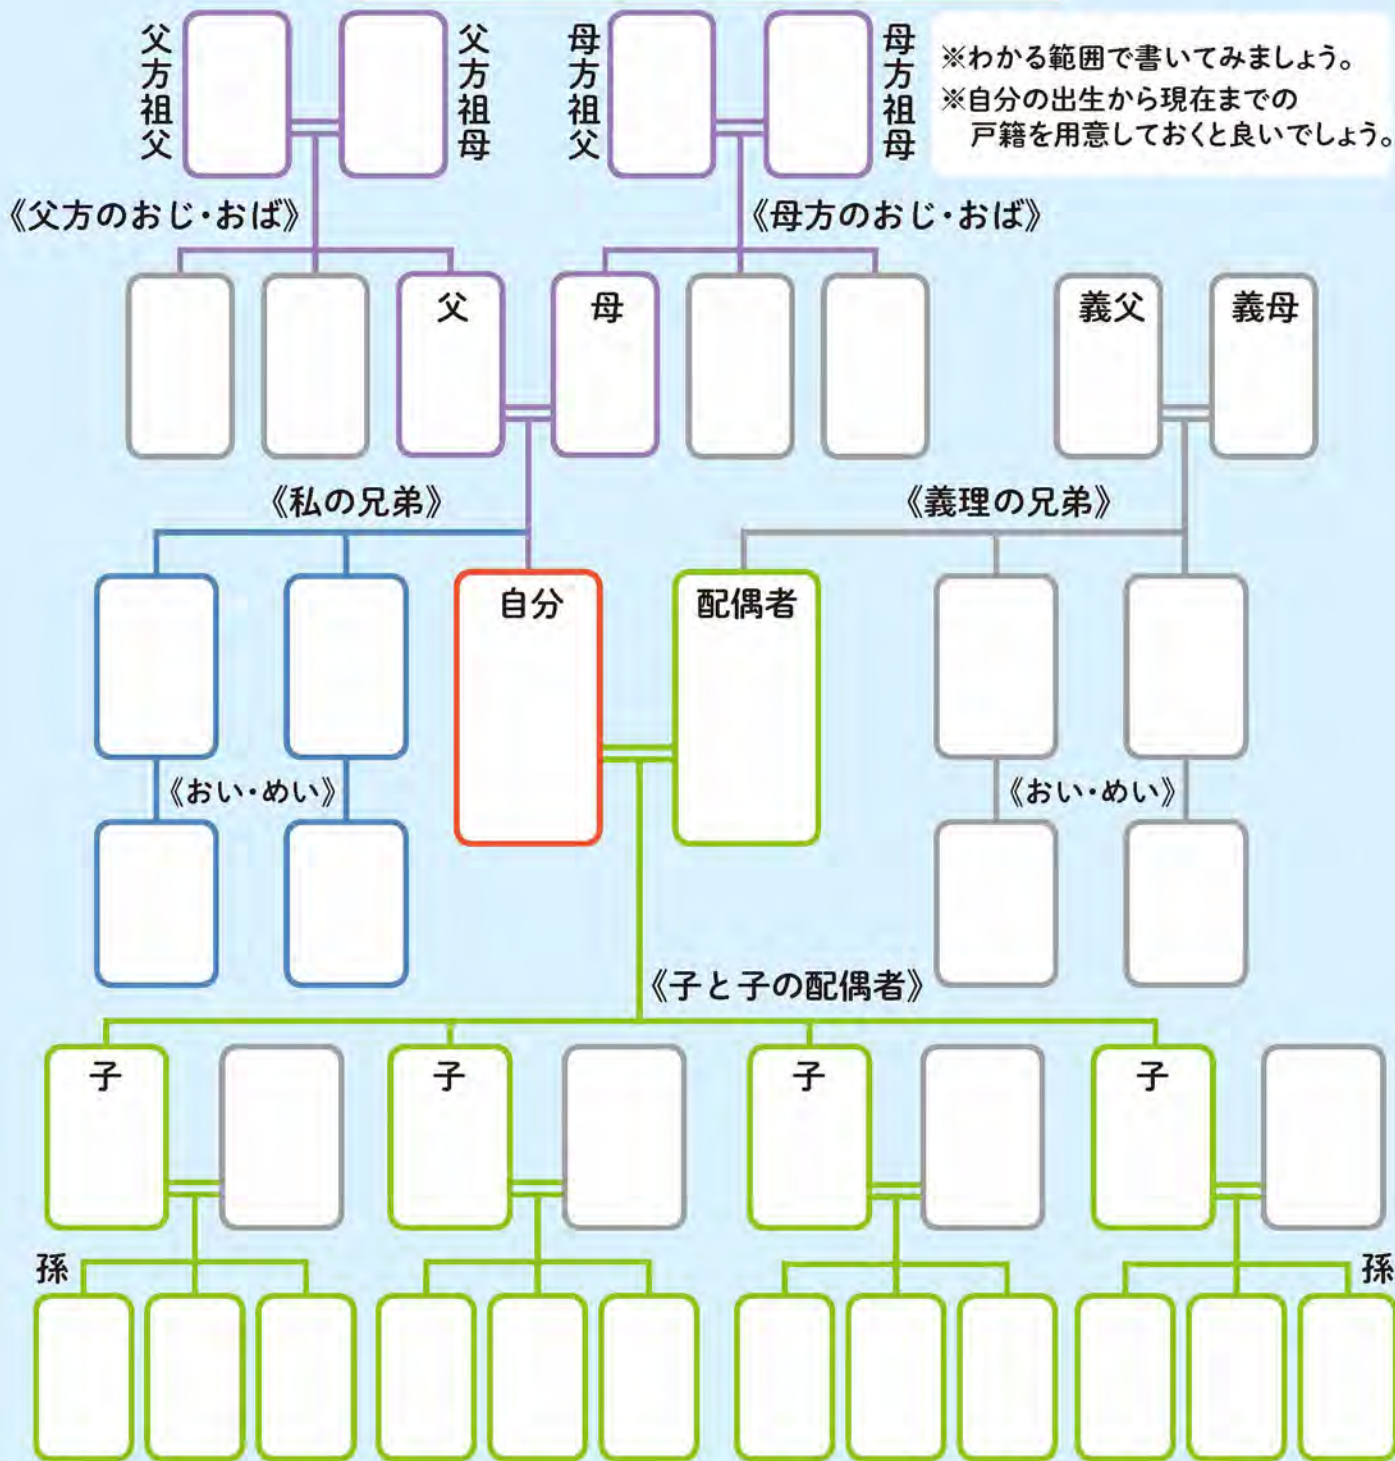 父方祖父
父方祖母
母方祖父
母方祖母
※わかる範囲で書いてみましょう。
※自分の出生から現在までの
戸籍を用意しておくと良いでしょう。
《父方のおじ・おば》
《母方のおじ・おば》
父
母
義父
義母
《私の兄弟》
《義理の兄弟》
自分
配偶者
《おい・めい》
《おい・めい》
《子と子の配偶者》
子
子
子
子
孫
孫